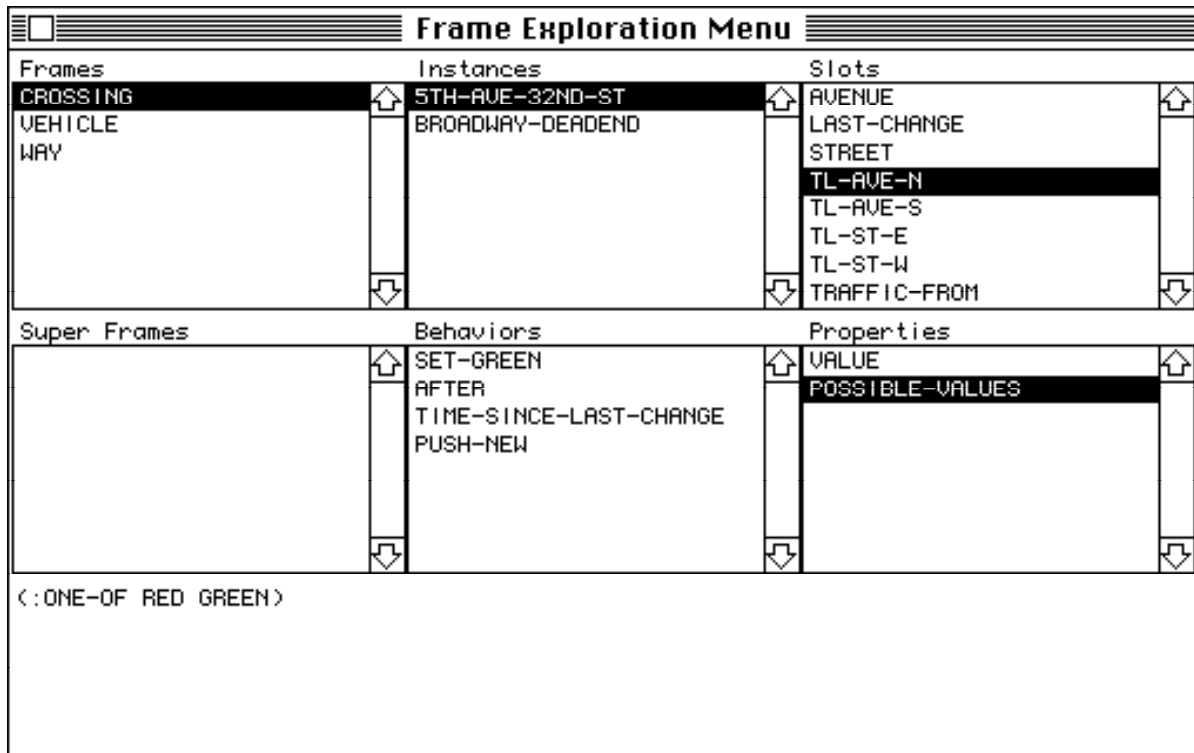 Frame Exploration Menu
Frames
CROSSING
VEHICLE
WAY
Instances
5TH-AVE-32ND-ST
BROADWAY-DEADEND
Slots
AVENUE
LAST-CHANGE
STREET
TL-AVE-N
TL-AVE-S
TL-ST-E
TL-ST-W
TRAFFIC-FROM
Super Frames
Behaviors
SET-GREEN
AFTER
TIME-SINCE-LAST-CHANGE
PUSH-NEW
Properties
VALUE
POSSIBLE-VALUES
(:ONE-OF RED GREEN)